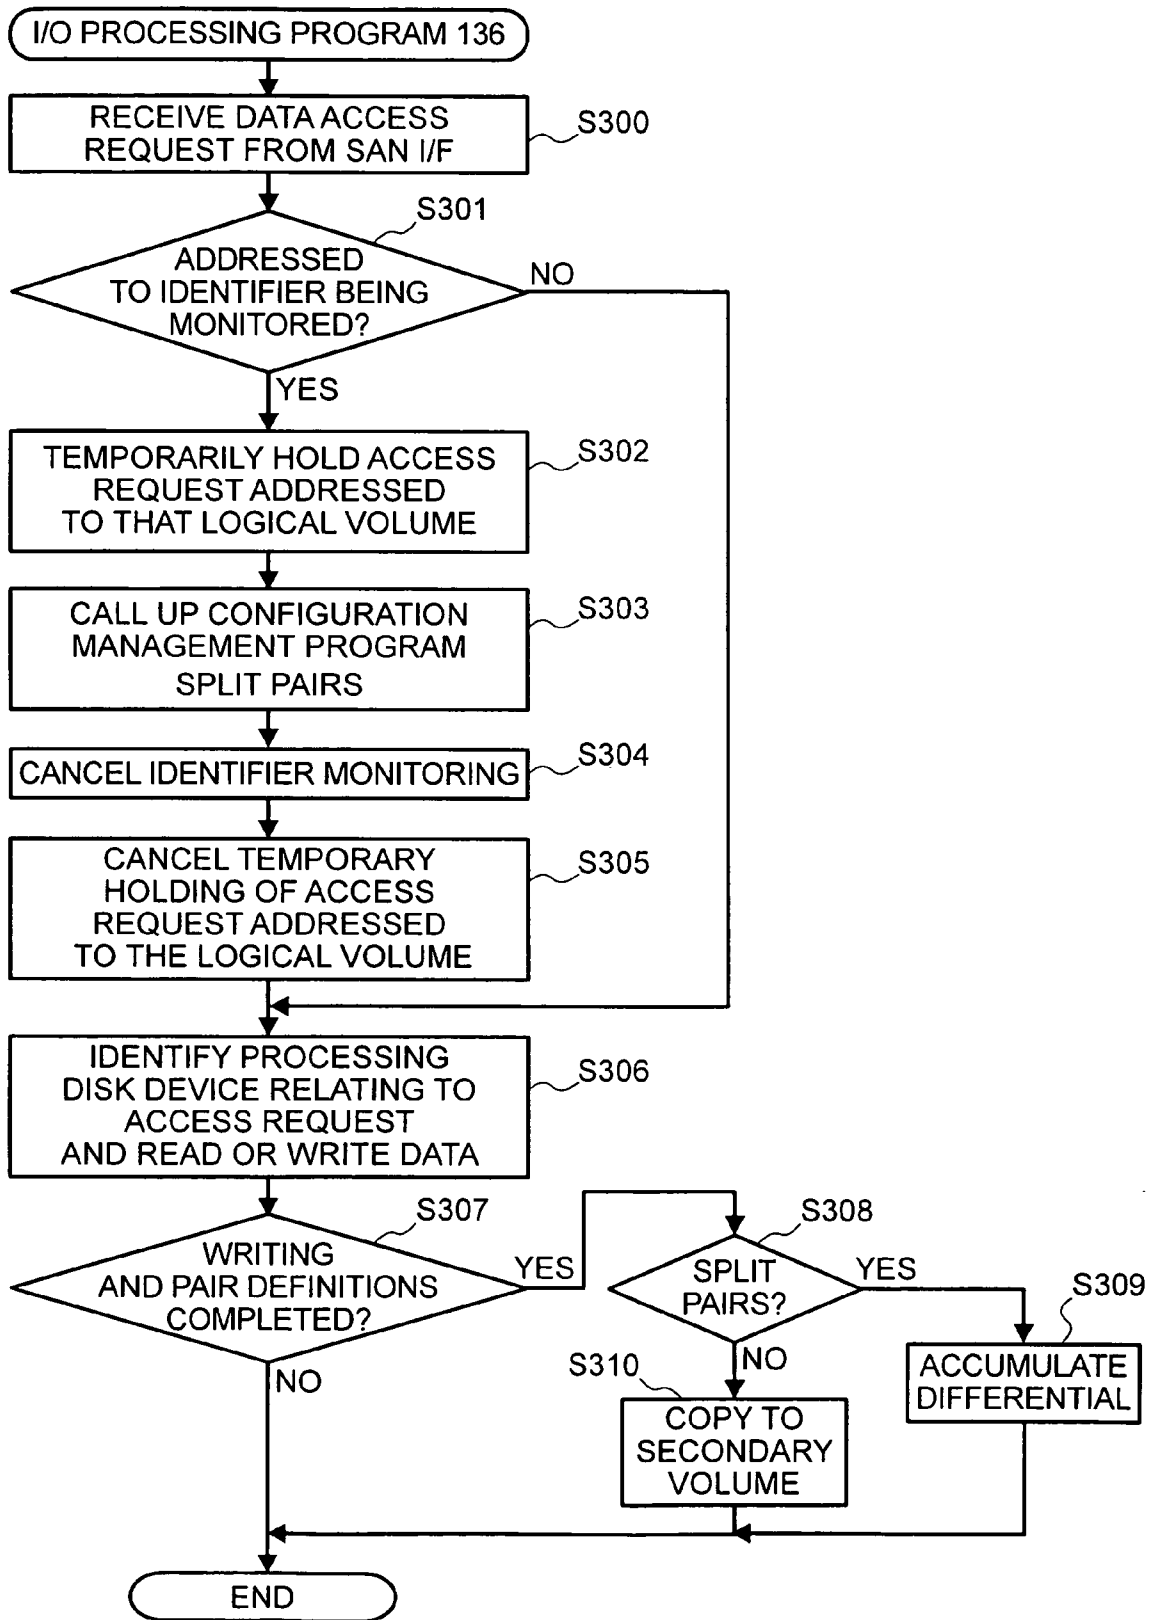 I/O PROCESSING PROGRAM 136
RECEIVE DATA ACCESS
REQUEST FROM SAN I/F
S300
S301
ADDRESSED
TO IDENTIFIER BEING
MONITORED?
NO
YES
TEMPORARILY HOLD ACCESS
REQUEST ADDRESSED
TO THAT LOGICAL VOLUME
S302
CALL UP CONFIGURATION
MANAGEMENT PROGRAM
SPLIT PAIRS
S303
CANCEL IDENTIFIER MONITORING
S304
CANCEL TEMPORARY
HOLDING OF ACCESS
REQUEST ADDRESSED
TO THE LOGICAL VOLUME
S305
IDENTIFY PROCESSING
DISK DEVICE RELATING TO
ACCESS REQUEST
AND READ OR WRITE DATA
S306
S307
WRITING
AND PAIR DEFINITIONS
COMPLETED?
YES
NO
S308
SPLIT
PAIRS?
YES
NO
S309
ACCUMULATE
DIFFERENTIAL
S310
COPY TO
SECONDARY
VOLUME
END